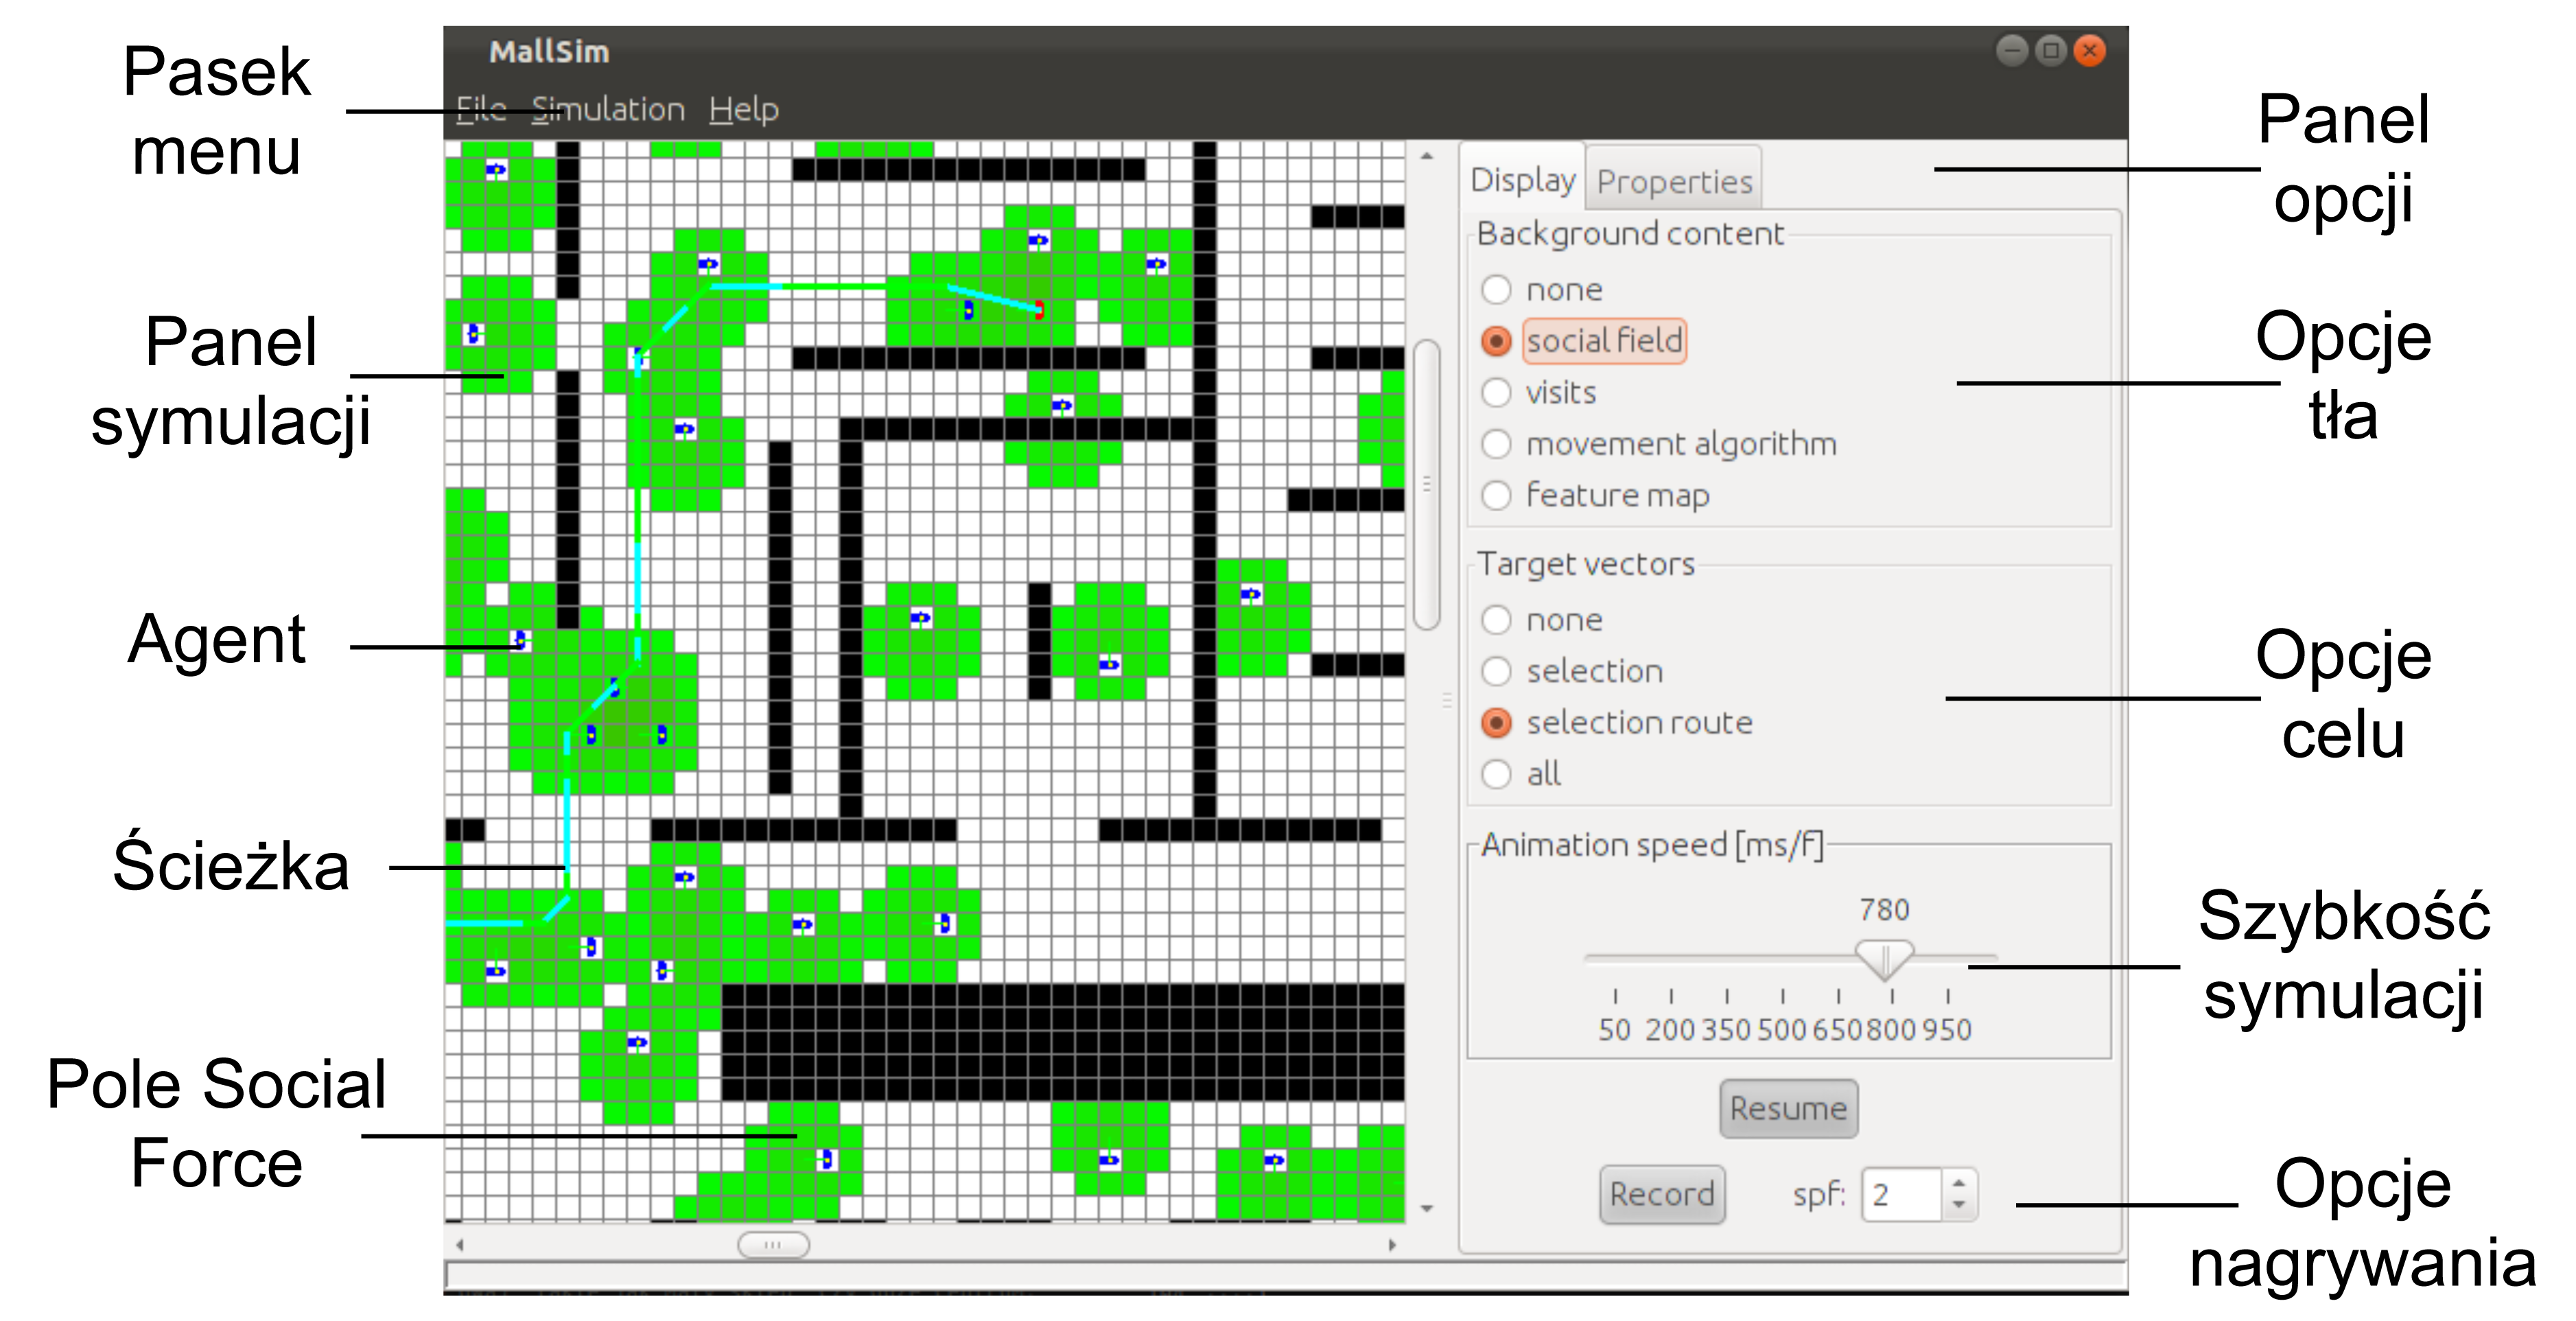 Pasek
menu
Panel
symulacji
Agent
Ścieżka
Pole Social
Force
MallSim
File Simulation Help
Display Properties
Background content
none
social field
visits
movement algorithm
feature map
Target vectors
none
selection
selection route
all
Animation speed [ms/f]
780
50 200 350 500 650 800 950
Resume
Record spf: 2
Panel
opcji
Opcje
tła
Opcje
celu
Szybkość
symulacji
Opcje
nagrywania